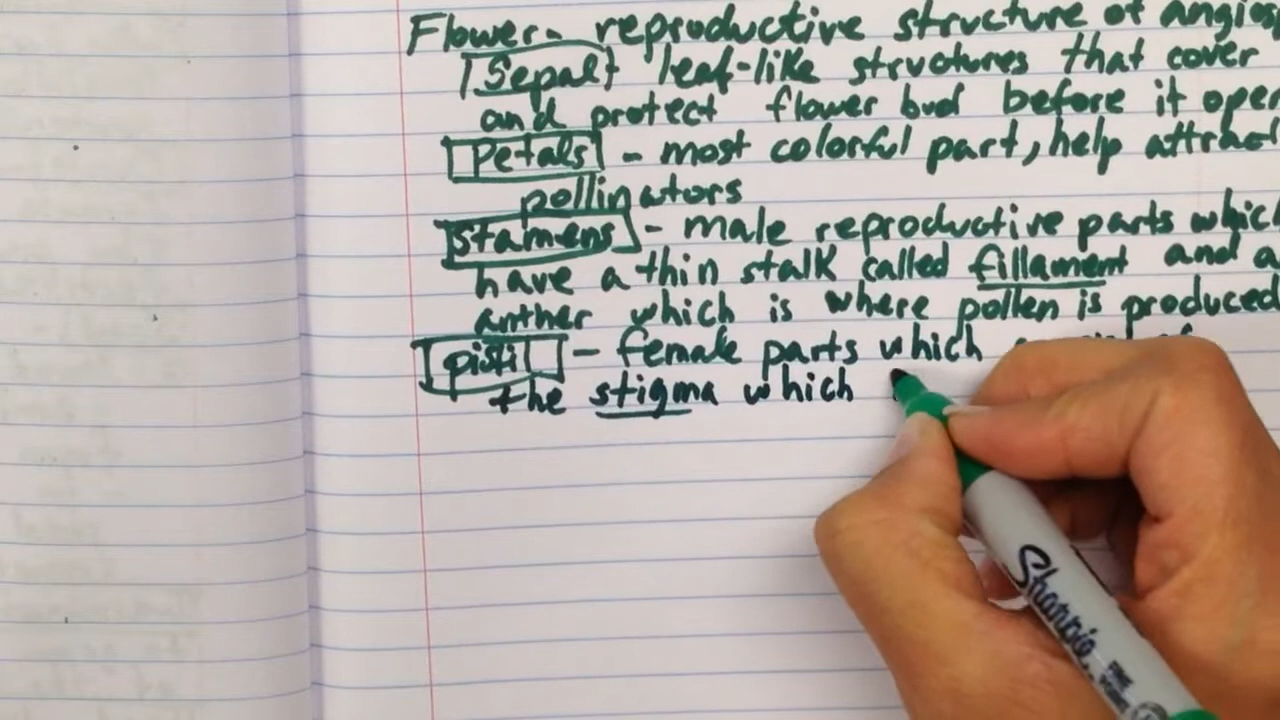 Flower - reproductive structure of angios
Sepal leaf-like structures that cover
and protect flower bud before it open
Petals - most colorful part, help attract
pollinators
stamens - male reproductive parts which
have a thin stalk called fillament and a
anther which is where pollen is produced
pistil - female parts which
the stigma which
Sharpie
FINE